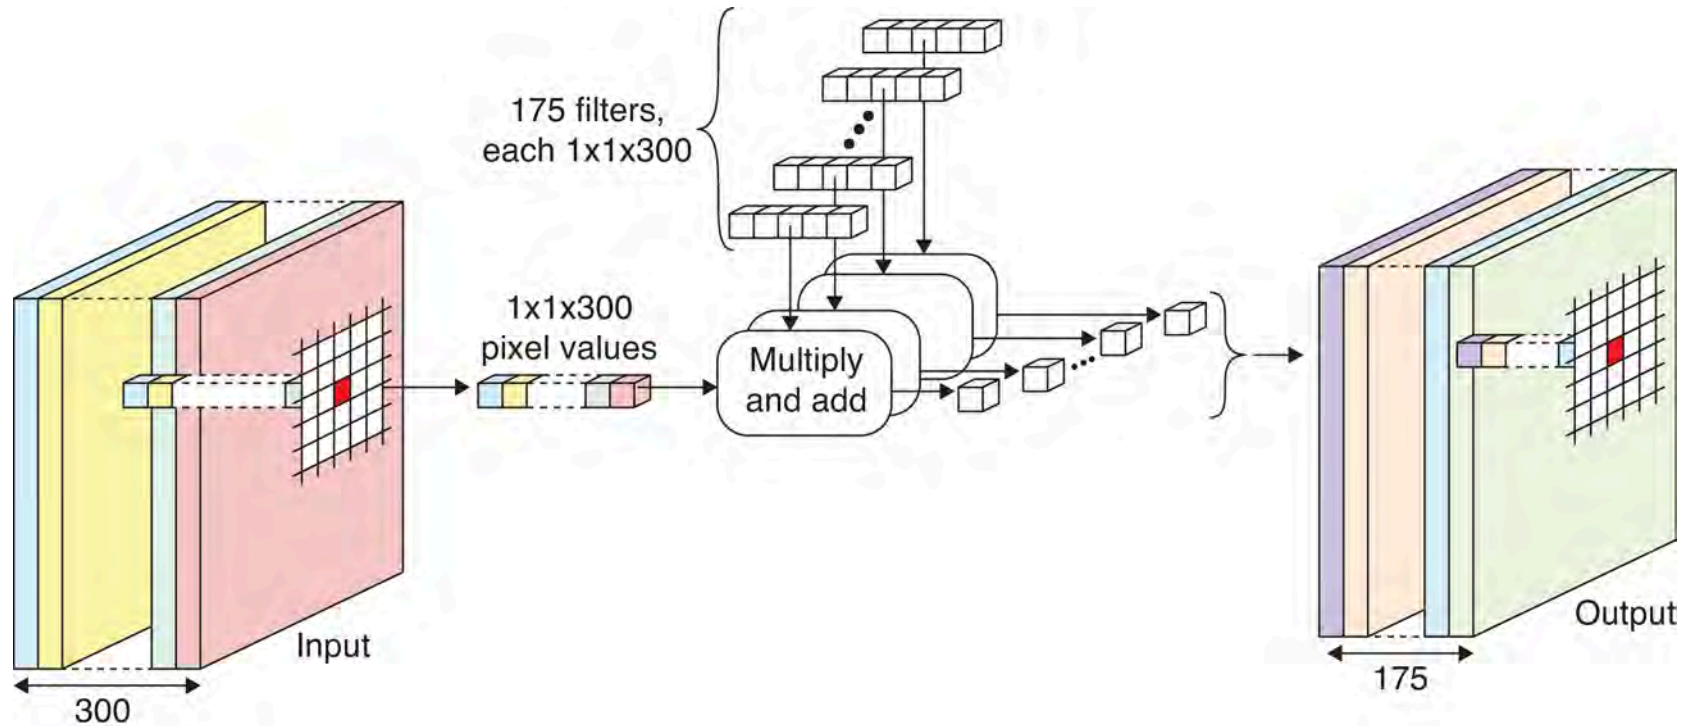 175 filters,
each 1x1x300
1x1x300
pixel values
Multiply
and add
Input
300
Output
175